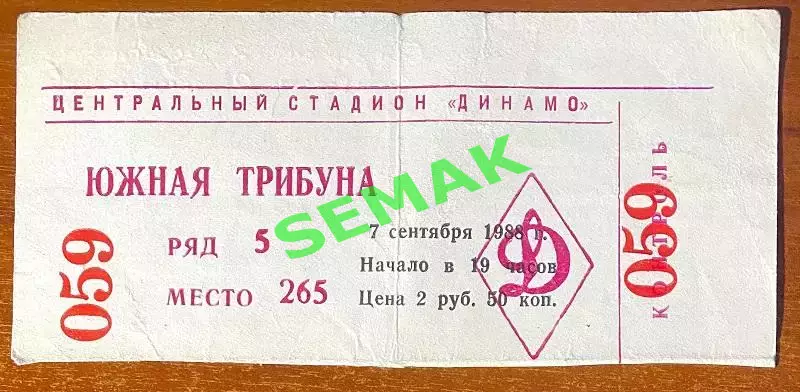 ЦЕНТРАЛЬНЫЙ СТАДИОН «ДИНАМО»
ЮЖНАЯ ТРИБУНА
РЯД 5
МЕСТО 265
7 сентября 1988 г.
Начало в 19 часов
Цена 2 руб. 50 коп.
Д
059
059
КОНТРОЛЬ
SEMAK